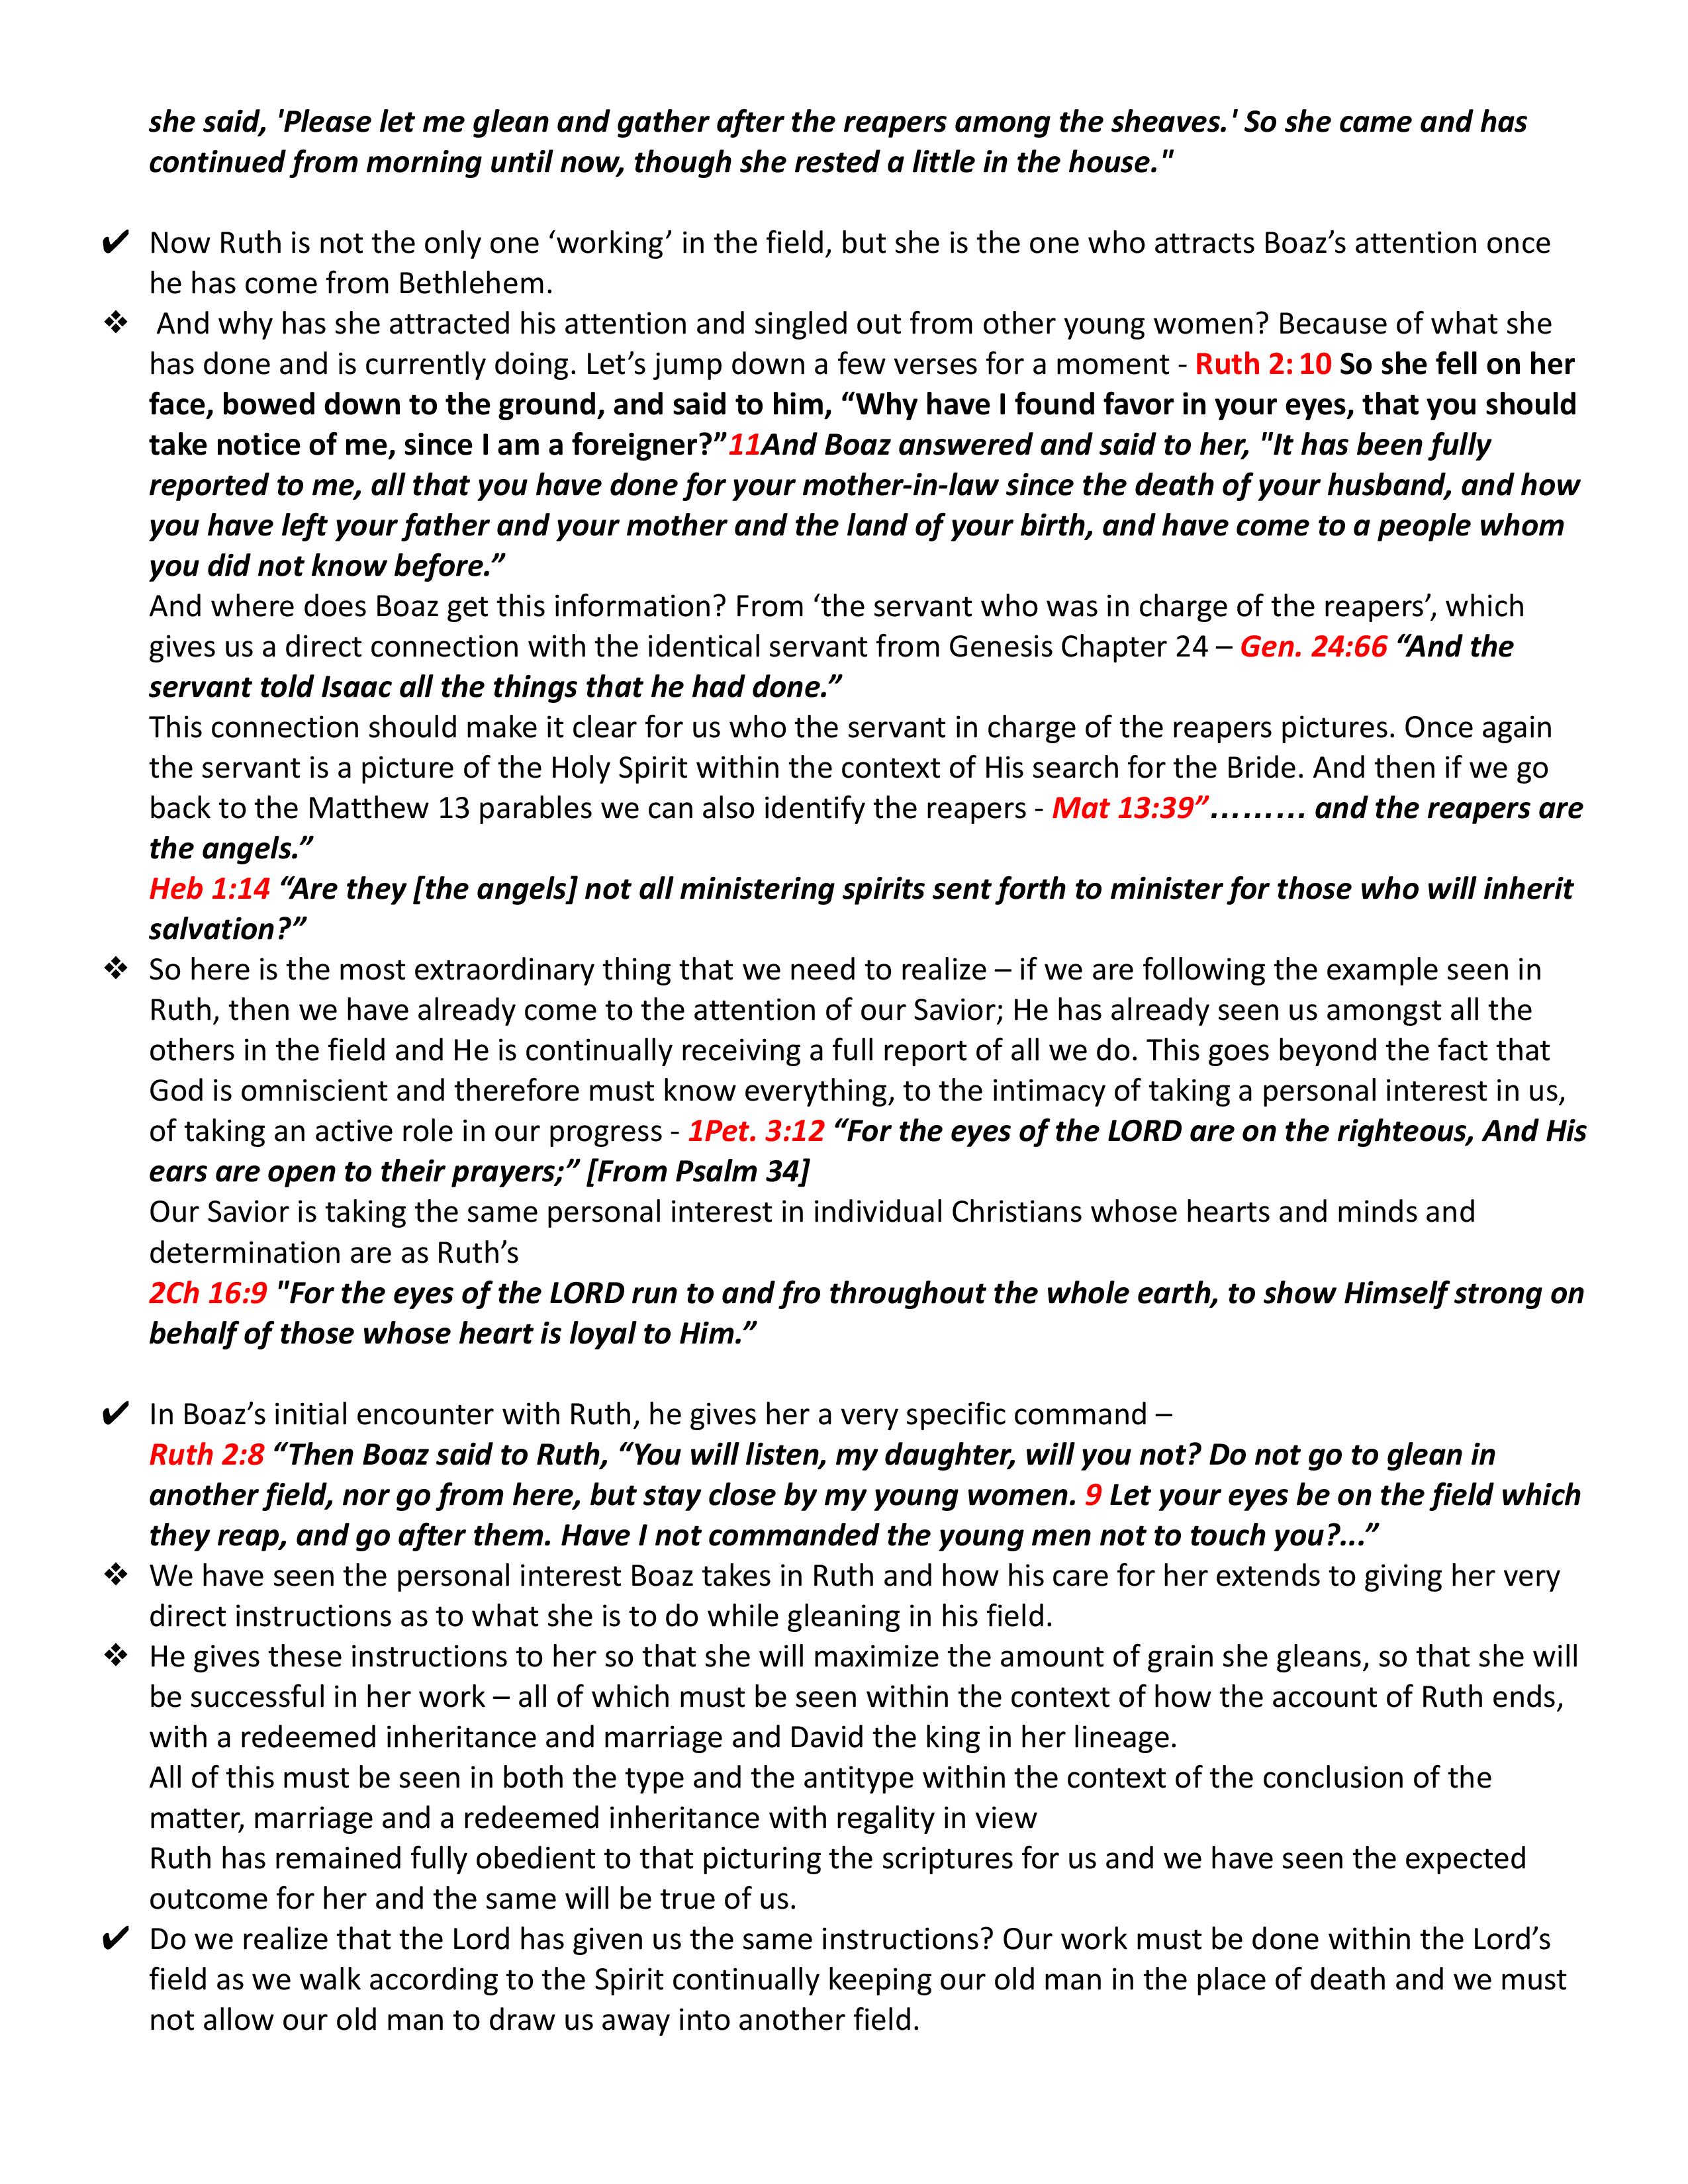 she said, 'Please let me glean and gather after the reapers among the sheaves.' So she came and has
continued from morning until now, though she rested a little in the house."
✔ Now Ruth is not the only one ‘working’ in the field, but she is the one who attracts Boaz’s attention once
he has come from Bethlehem.
❖ And why has she attracted his attention and singled out from other young women? Because of what she
has done and is currently doing. Let’s jump down a few verses for a moment - Ruth 2: 10 So she fell on her
face, bowed down to the ground, and said to him, “Why have I found favor in your eyes, that you should
take notice of me, since I am a foreigner?”11And Boaz answered and said to her, "It has been fully
reported to me, all that you have done for your mother-in-law since the death of your husband, and how
you have left your father and your mother and the land of your birth, and have come to a people whom
you did not know before.”
And where does Boaz get this information? From ‘the servant who was in charge of the reapers’, which
gives us a direct connection with the identical servant from Genesis Chapter 24 – Gen. 24:66 “And the
servant told Isaac all the things that he had done.”
This connection should make it clear for us who the servant in charge of the reapers pictures. Once again
the servant is a picture of the Holy Spirit within the context of His search for the Bride. And then if we go
back to the Matthew 13 parables we can also identify the reapers - Mat 13:39”……… and the reapers are
the angels.”
Heb 1:14 “Are they [the angels] not all ministering spirits sent forth to minister for those who will inherit
salvation?”
❖ So here is the most extraordinary thing that we need to realize – if we are following the example seen in
Ruth, then we have already come to the attention of our Savior; He has already seen us amongst all the
others in the field and He is continually receiving a full report of all we do. This goes beyond the fact that
God is omniscient and therefore must know everything, to the intimacy of taking a personal interest in us,
of taking an active role in our progress - 1Pet. 3:12 “For the eyes of the LORD are on the righteous, And His
ears are open to their prayers;” [From Psalm 34]
Our Savior is taking the same personal interest in individual Christians whose hearts and minds and
determination are as Ruth’s
2Ch 16:9 "For the eyes of the LORD run to and fro throughout the whole earth, to show Himself strong on
behalf of those whose heart is loyal to Him.”
✔ In Boaz’s initial encounter with Ruth, he gives her a very specific command –
Ruth 2:8 “Then Boaz said to Ruth, “You will listen, my daughter, will you not? Do not go to glean in
another field, nor go from here, but stay close by my young women. 9 Let your eyes be on the field which
they reap, and go after them. Have I not commanded the young men not to touch you?...”
❖ We have seen the personal interest Boaz takes in Ruth and how his care for her extends to giving her very
direct instructions as to what she is to do while gleaning in his field.
❖ He gives these instructions to her so that she will maximize the amount of grain she gleans, so that she will
be successful in her work – all of which must be seen within the context of how the account of Ruth ends,
with a redeemed inheritance and marriage and David the king in her lineage.
All of this must be seen in both the type and the antitype within the context of the conclusion of the
matter, marriage and a redeemed inheritance with regality in view
Ruth has remained fully obedient to that picturing the scriptures for us and we have seen the expected
outcome for her and the same will be true of us.
✔ Do we realize that the Lord has given us the same instructions? Our work must be done within the Lord’s
field as we walk according to the Spirit continually keeping our old man in the place of death and we must
not allow our old man to draw us away into another field.